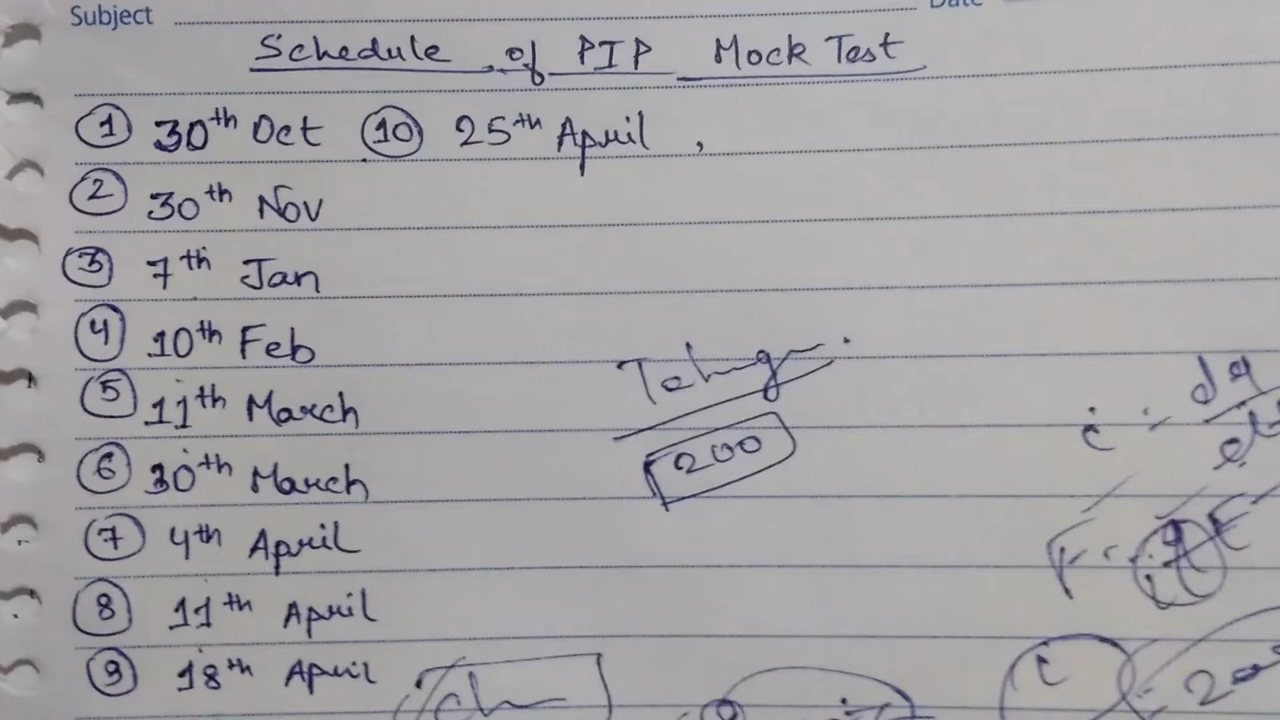 Subject Date
Schedule of PIP Mock Test
1 30th Oct 10 25th April ,
2 30th Nov
3 7th Jan
4 10th Feb
5 11th March
6 30th March
7 4th April
8 11th April
9 18th April
200